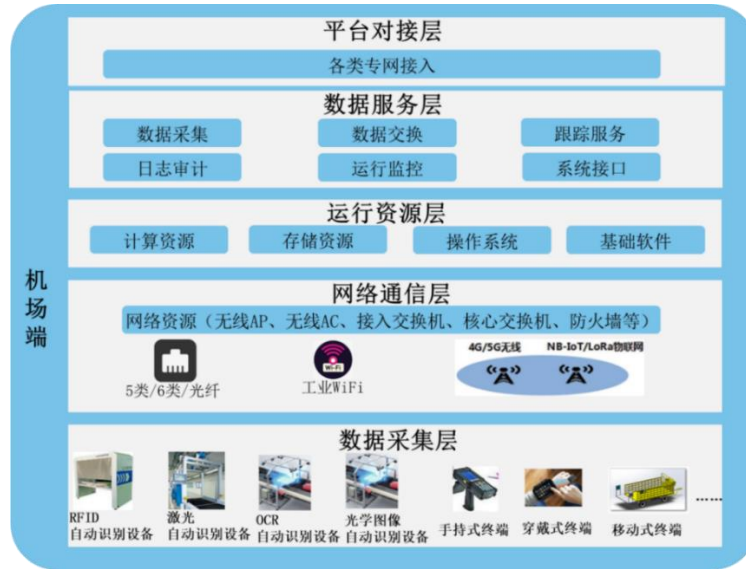 平台对接层
各类专网接入
数据服务层
数据采集 数据交换 跟踪服务
日志审计 运行监控 系统接口
运行资源层
计算资源 存储资源 操作系统 基础软件
机场端
网络通信层
网络资源（无线AP、无线AC、接入交换机、核心交换机、防火墙等）
4G/5G无线 NB-IoT/LoRa物联网
Wi-Fi
5类/6类/光纤 工业WiFi
数据采集层
……
RFID 激光 OCR 光学图像
自动识别设备 自动识别设备 自动识别设备 自动识别设备 手持式终端 穿戴式终端 移动式终端